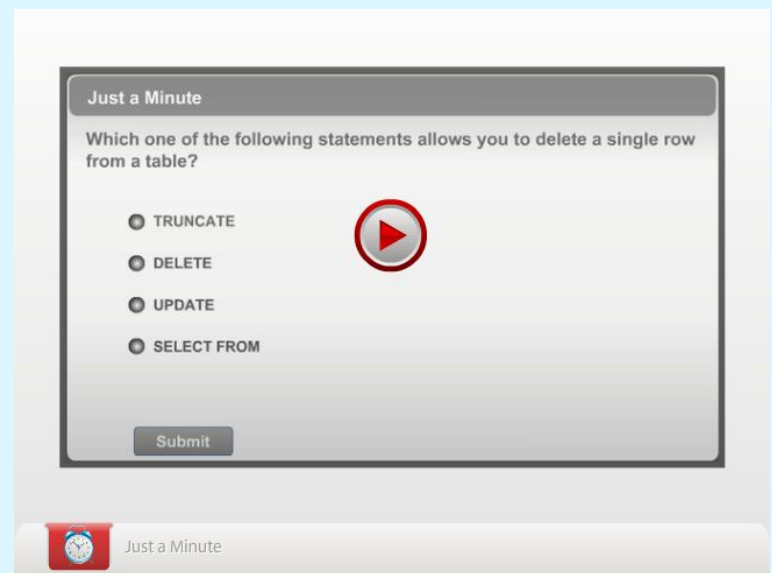 Just a Minute
Which one of the following statements allows you to delete a single row
from a table?
TRUNCATE
DELETE
UPDATE
SELECT FROM
Submit
Just a Minute